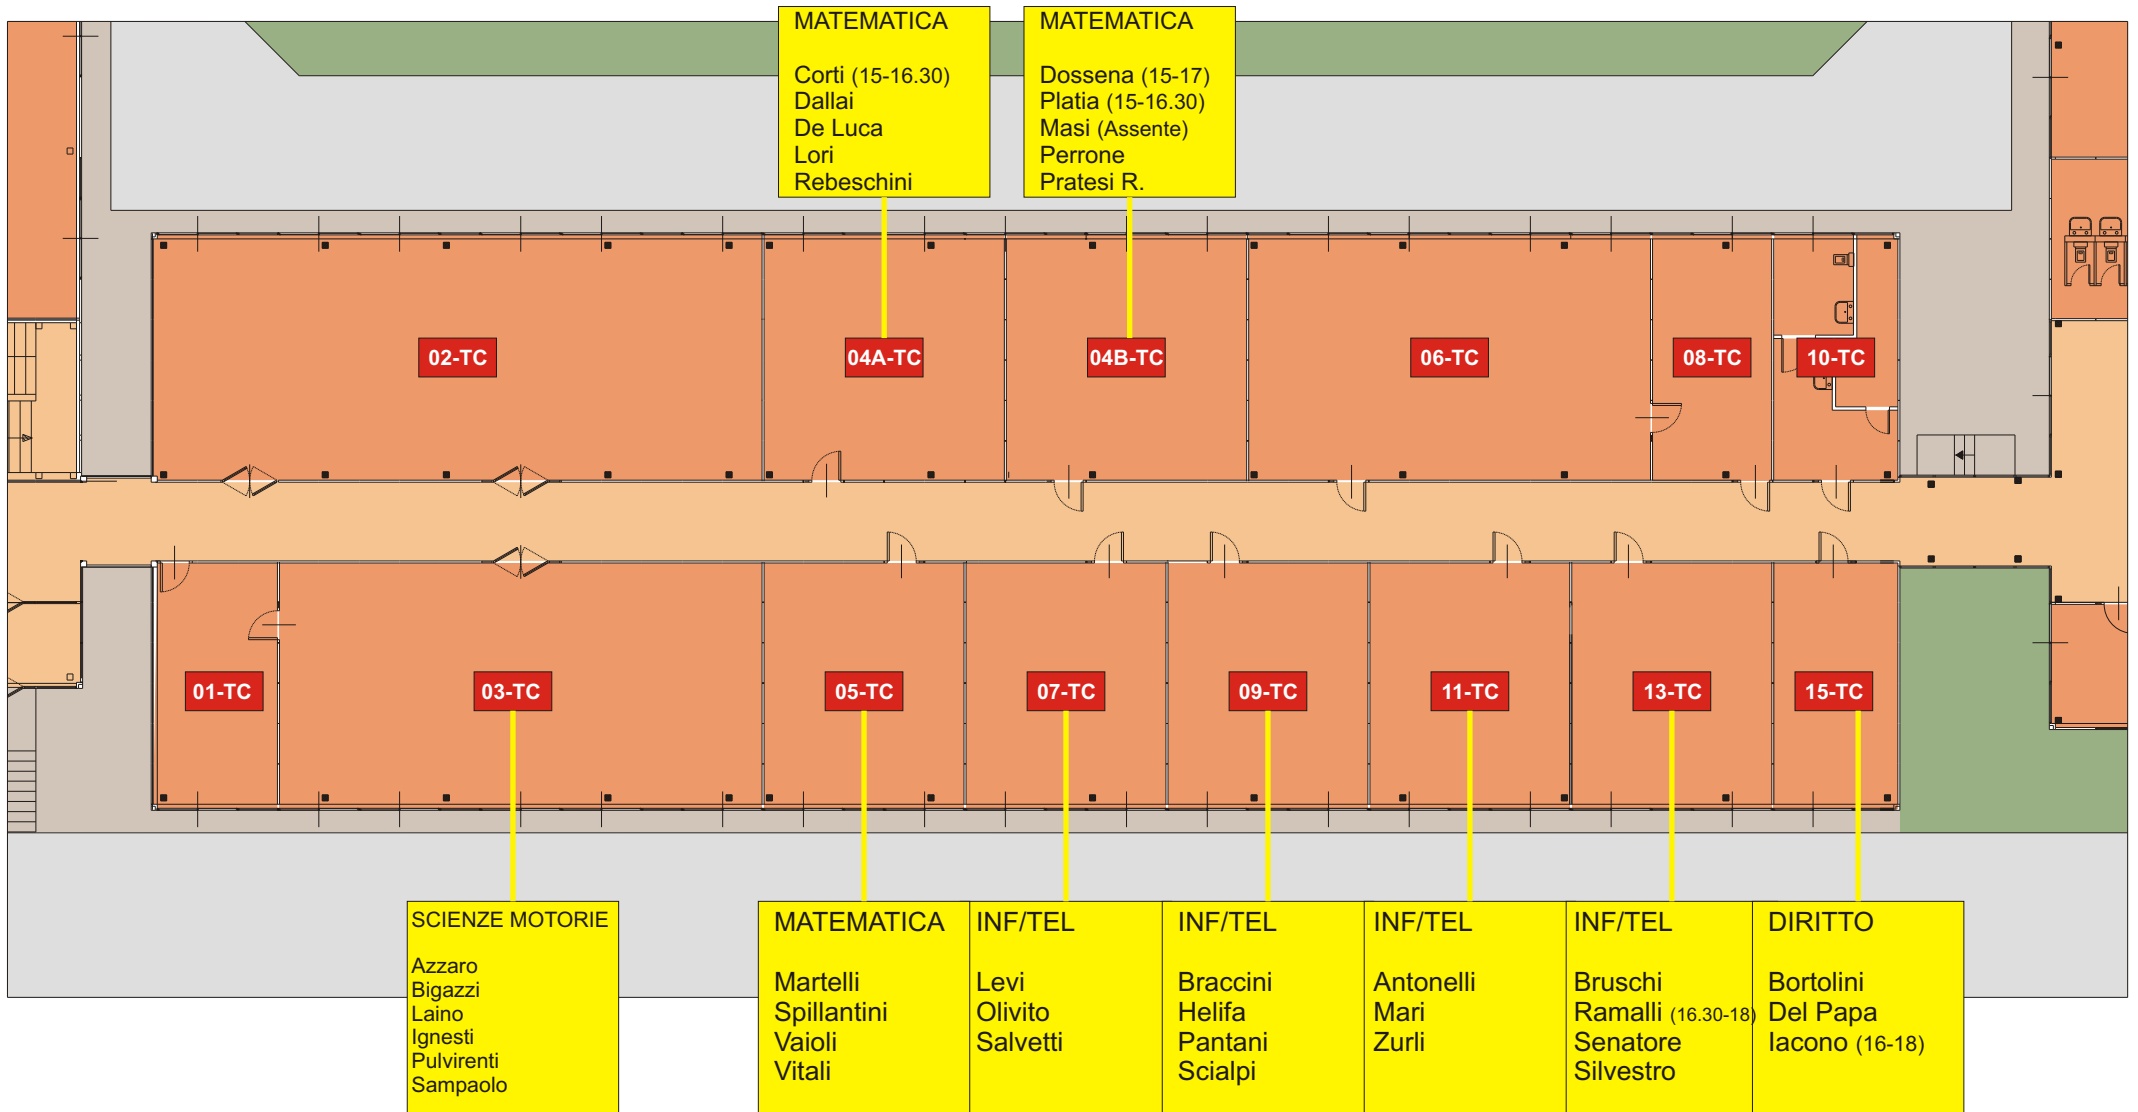 MATEMATICA
Corti (15-16.30)
Dallai
De Luca
Lori
Rebeschini
MATEMATICA
Dossena (15-17)
Platia (15-16.30)
Masi (Assente)
Perrone
Pratesi R.
02-TC
04A-TC
04B-TC
06-TC
08-TC
10-TC
01-TC
03-TC
05-TC
07-TC
09-TC
11-TC
13-TC
15-TC
SCIENZE MOTORIE
Azzaro
Bigazzi
Laino
Ignesti
Pulvirenti
Sampaolo
MATEMATICA
Martelli
Spillantini
Vaioli
Vitali
INF/TEL
Levi
Olivito
Salvetti
INF/TEL
Braccini
Helifa
Pantani
Scialpi
INF/TEL
Antonelli
Mari
Zurli
INF/TEL
Bruschi
Ramalli (16.30-18)
Senatore
Silvestro
DIRITTO
Bortolini
Del Papa
Iacono (16-18)